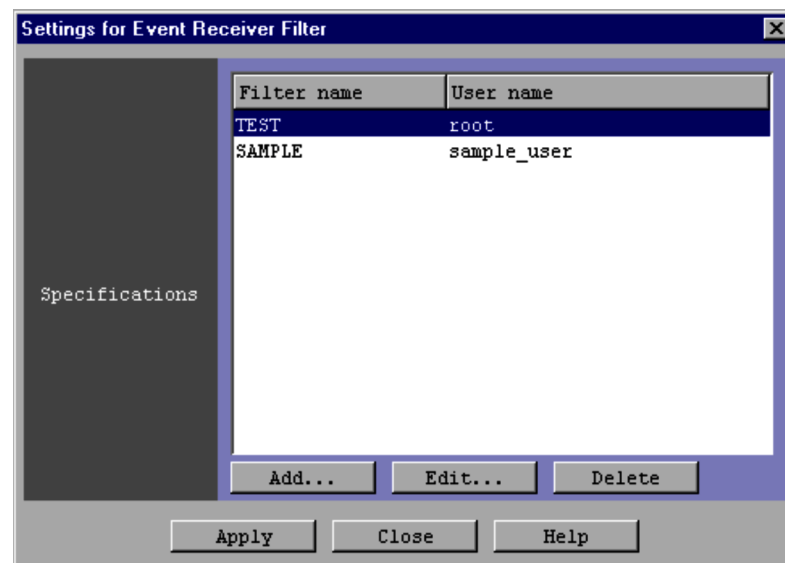 Settings for Event Receiver Filter
Filter name User name
TEST root
SAMPLE sample_user
Specifications
Add... Edit... Delete
Apply Close Help